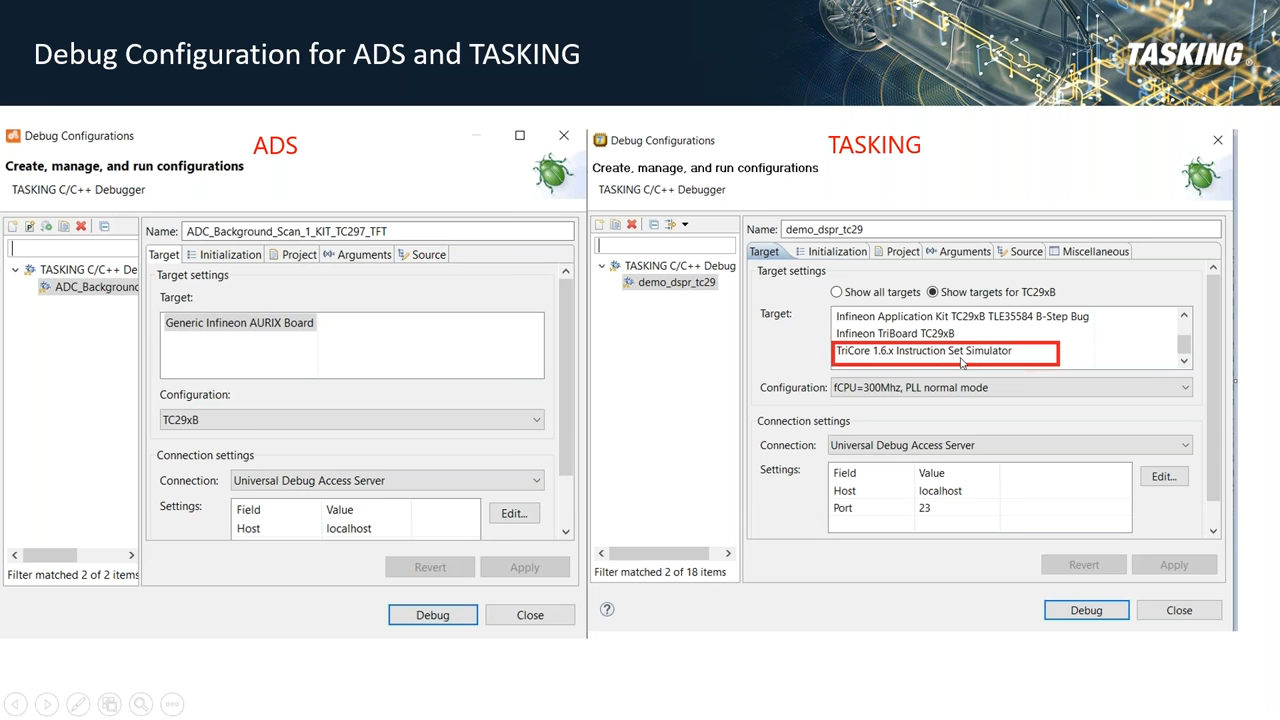 Debug Configuration for ADS and TASKING
TASKING
Debug Configurations
ADS
Create, manage, and run configurations
TASKING C/C++ Debugger
Name: ADC_Background_Scan_1_KIT_TC297_TFT
TASKING C/C++ De
ADC_Background
Target Initialization Project Arguments Source
Target settings
Target:
Generic Infineon AURIX Board
Configuration:
TC29xB
Connection settings
Connection: Universal Debug Access Server
Settings: Field Value
Host localhost
Edit...
Filter matched 2 of 2 items
Revert Apply
Debug Close
Debug Configurations
TASKING
Create, manage, and run configurations
TASKING C/C++ Debugger
Name: demo_dspr_tc29
TASKING C/C++ Debug
demo_dspr_tc29
Target Initialization Project Arguments Source Miscellaneous
Target settings
Show all targets Show targets for TC29xB
Target: Infineon Application Kit TC29xB TLE35584 B-Step Bug
Infineon TriBoard TC29xB
TriCore 1.6.x Instruction Set Simulator
Configuration: fCPU=300Mhz, PLL normal mode
Connection settings
Connection: Universal Debug Access Server
Settings: Field Value
Host localhost
Port 23
Edit...
Filter matched 2 of 18 items
Revert Apply
Debug Close